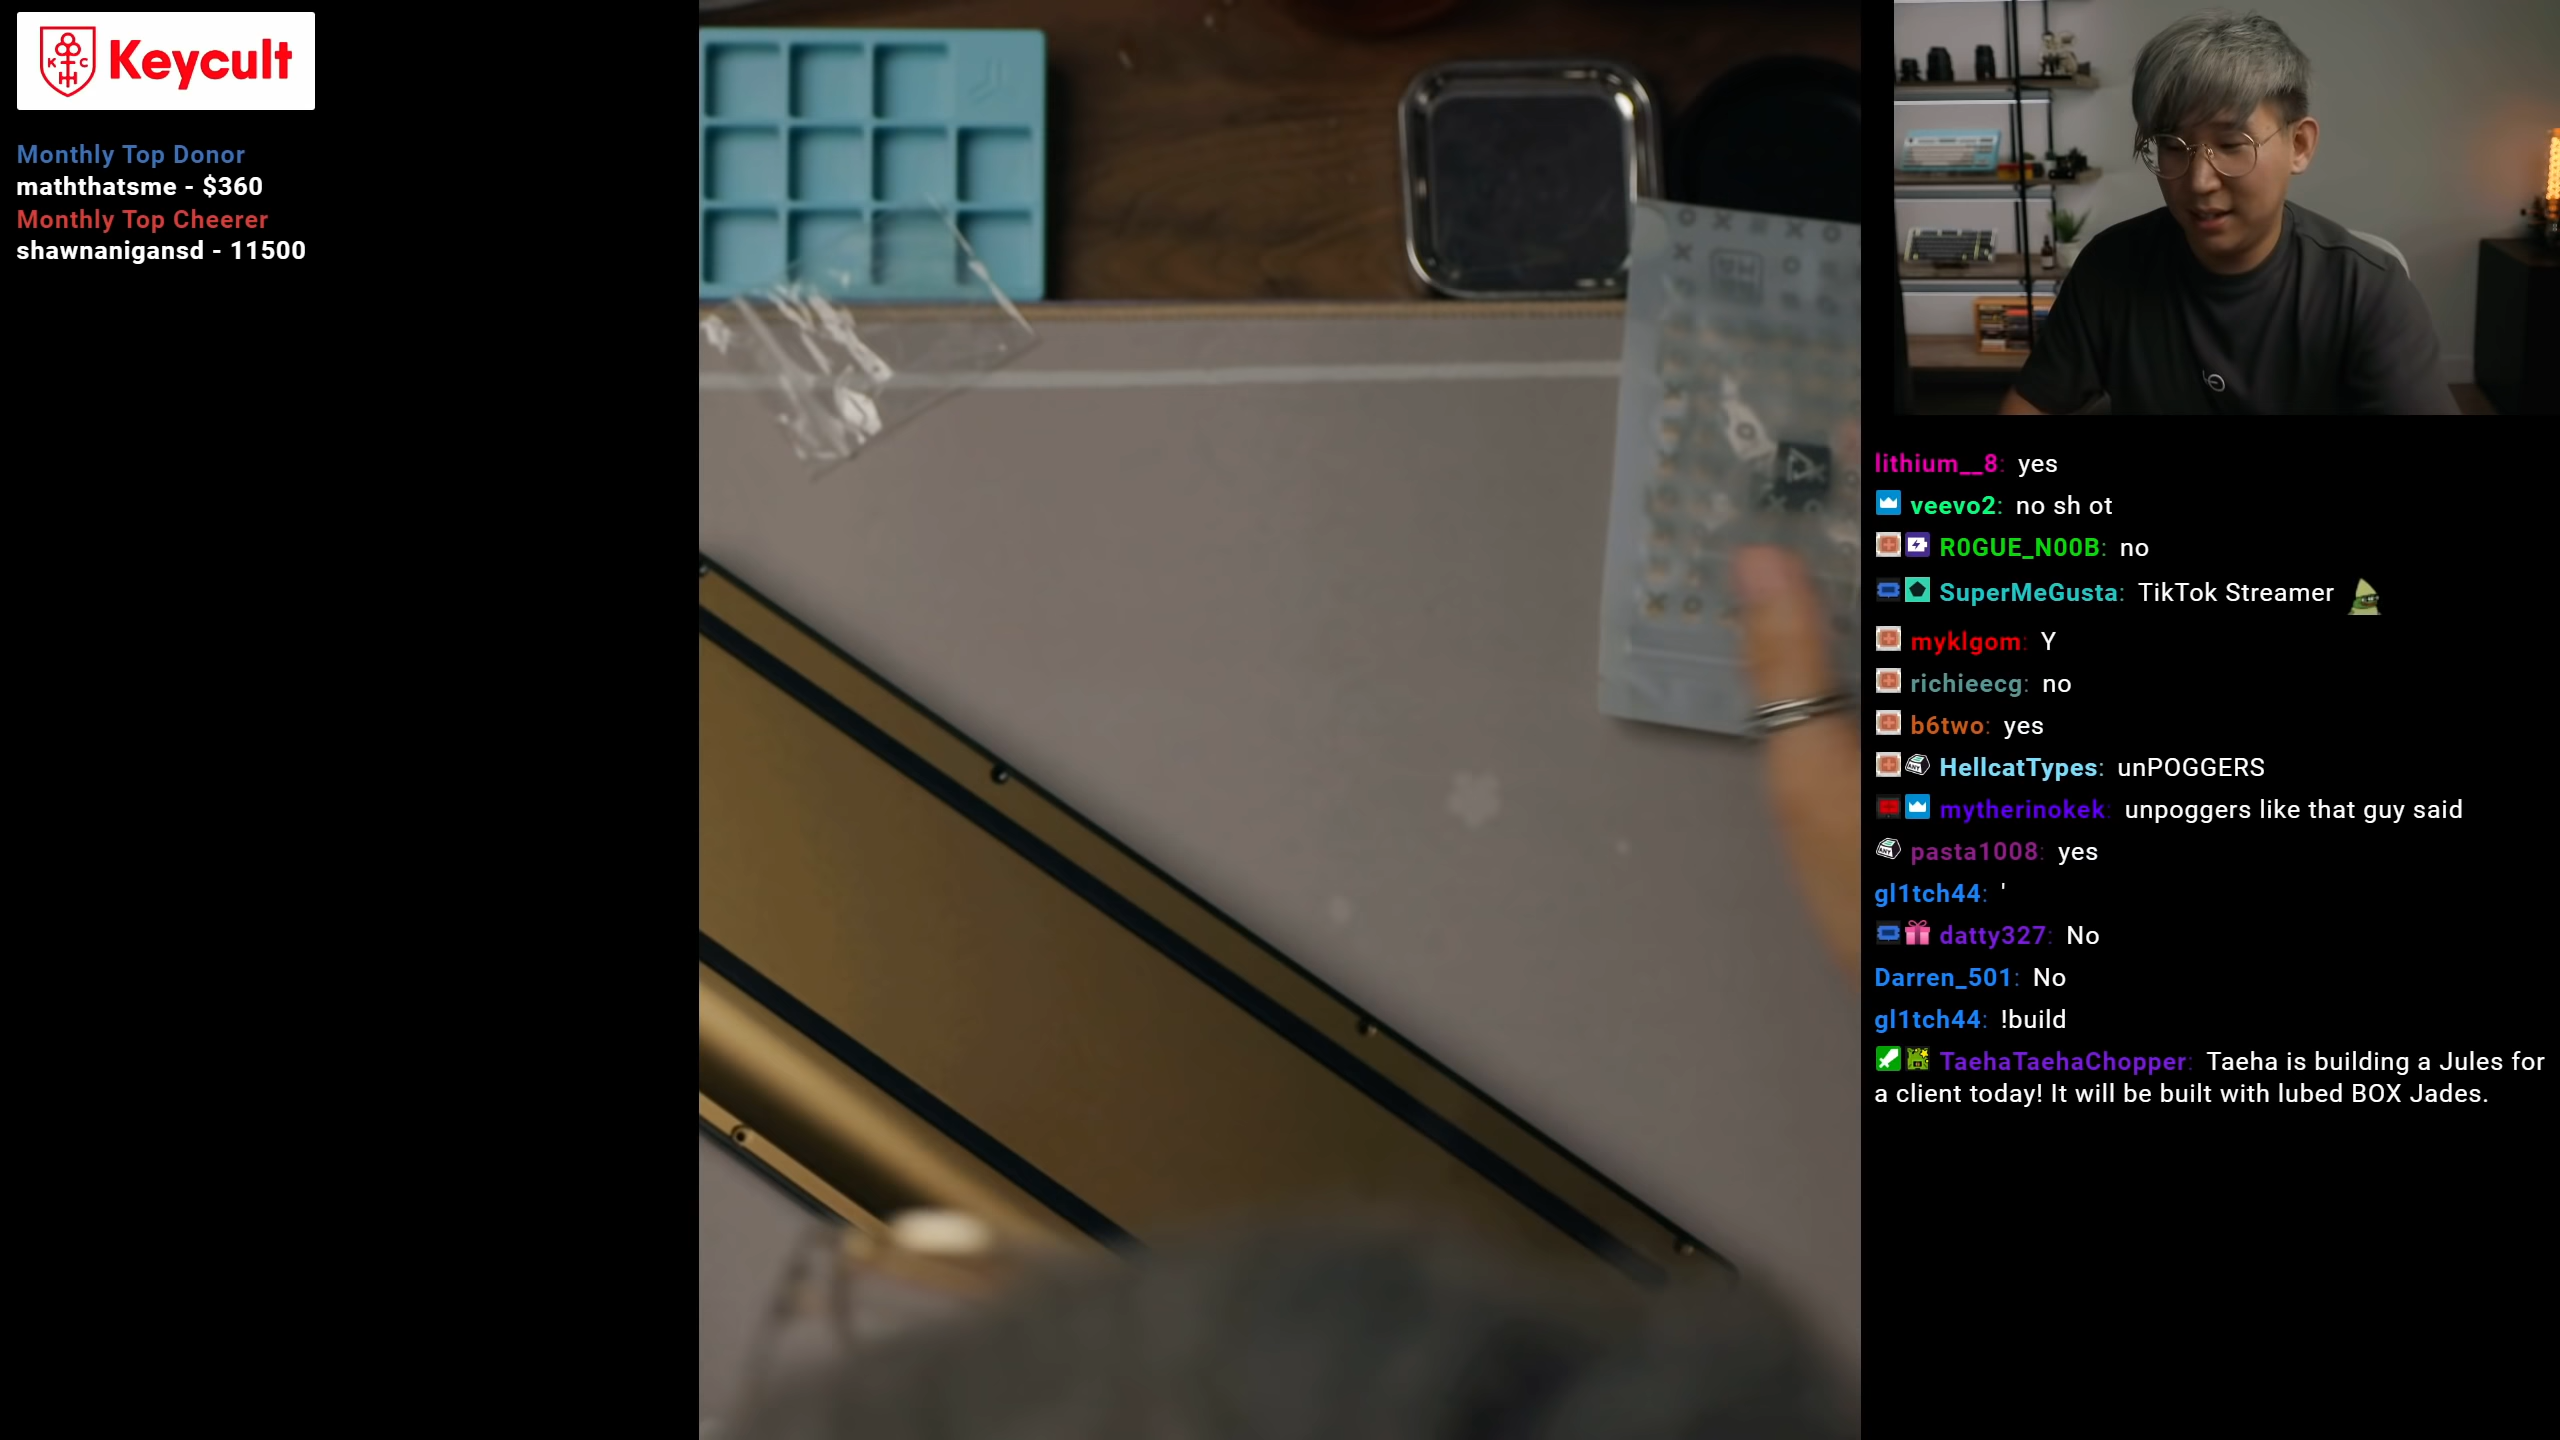 K C
Keycult
Monthly Top Donor
maththatsme - $360
Monthly Top Cheerer
shawnanigansd - 11500
lithium__8: yes
veevo2: no sh ot
R0GUE_N00B: no
SuperMeGusta: TikTok Streamer
myklgom: Y
richieecg: no
b6two: yes
HellcatTypes: unPOGGERS
mytherinokek: unpoggers like that guy said
pasta1008: yes
gl1tch44: '
datty327: No
Darren_501: No
gl1tch44: !build
TaehaTaehaChopper: Taeha is building a Jules for
a client today! It will be built with lubed BOX Jades.